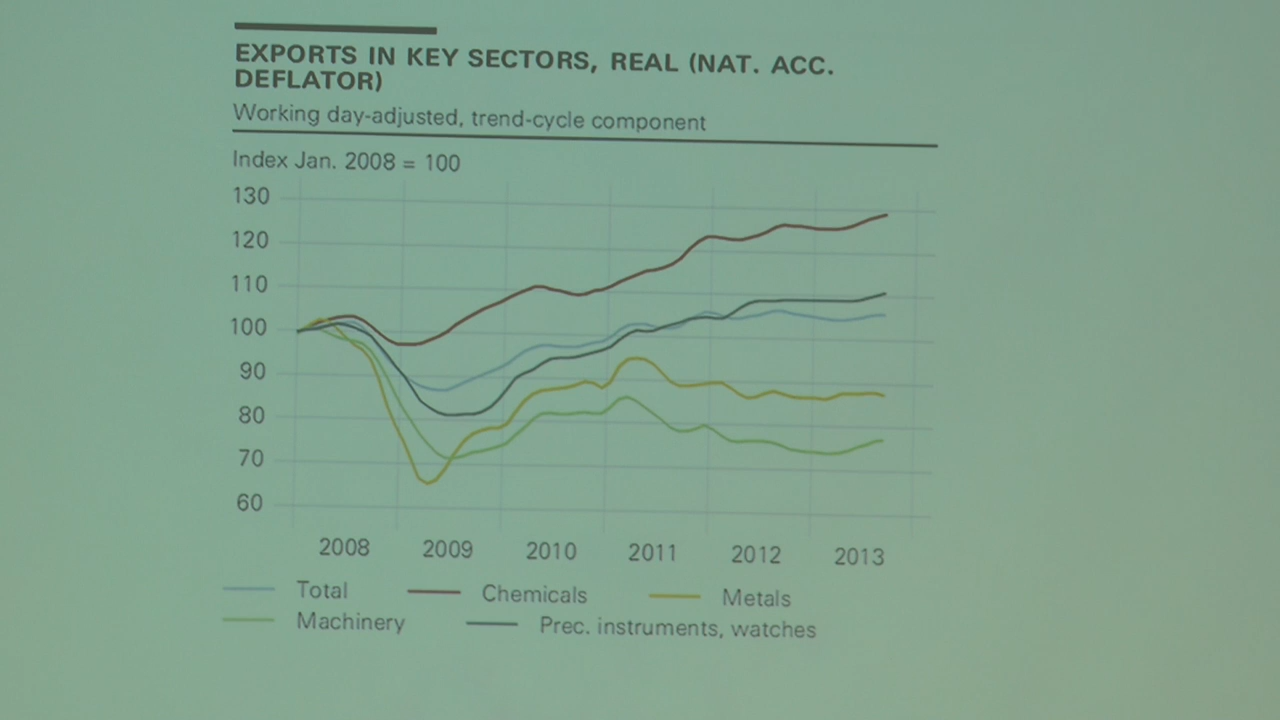 EXPORTS IN KEY SECTORS, REAL (NAT. ACC.
DEFLATOR)
Working day-adjusted, trend-cycle component
Index Jan. 2008 = 100
130
120
110
100
90
80
70
60
2008 2009 2010 2011 2012 2013
Total Chemicals Metals
Machinery Prec. instruments, watches